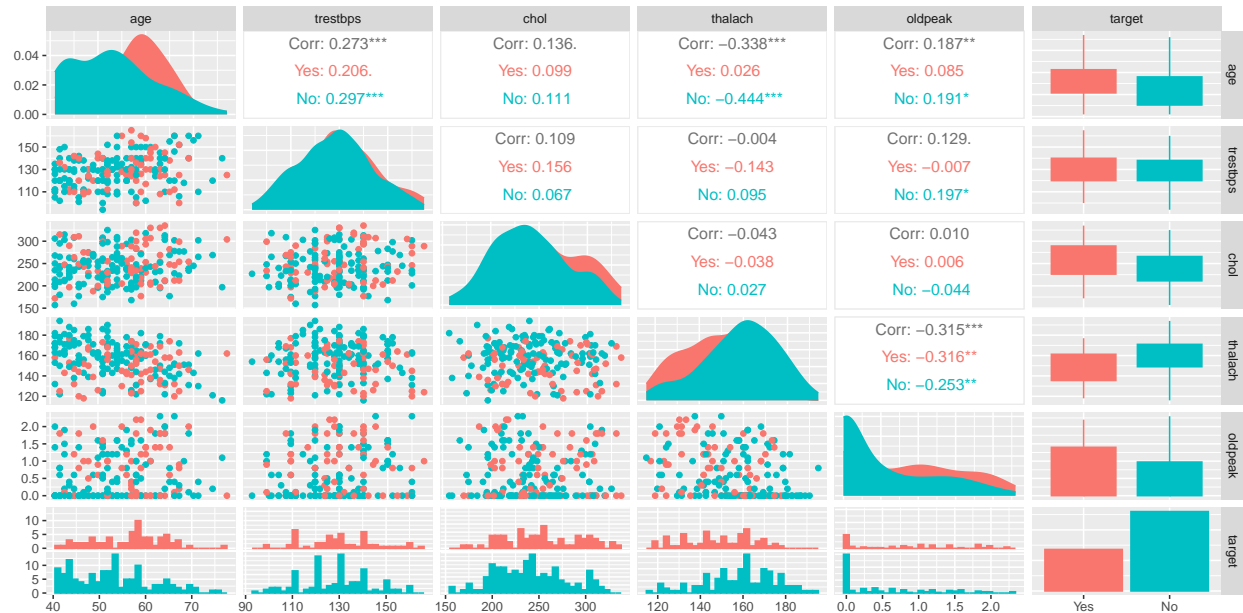 age trestbps chol thalach oldpeak target
0.04 Corr: 0.273*** Corr: 0.136. Corr: −0.338*** Corr: 0.187** age
0.02 Yes: 0.206. Yes: 0.099 Yes: 0.026 Yes: 0.085
0.00 No: 0.297*** No: 0.111 No: −0.444*** No: 0.191*
150 Corr: 0.109 Corr: −0.004 Corr: 0.129. trestbps
130 Yes: 0.156 Yes: −0.143 Yes: −0.007
110 No: 0.067 No: 0.095 No: 0.197*
300 Corr: −0.043 Corr: 0.010 chol
250 Yes: −0.038 Yes: 0.006
200 No: 0.027 No: −0.044
150
180 Corr: −0.315*** thalach
160 Yes: −0.316**
140 No: −0.253**
120
2.0 oldpeak
1.5
1.0
0.5
0.0
10 target
5
0
10
5
0
40 50 60 70 90 110 130 150 150 200 250 300 120 140 160 180 0.0 0.5 1.0 1.5 2.0 Yes No